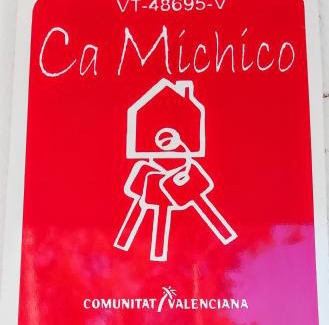 VT-48695-V
Ca Michico
COMUNITAT VALENCIANA